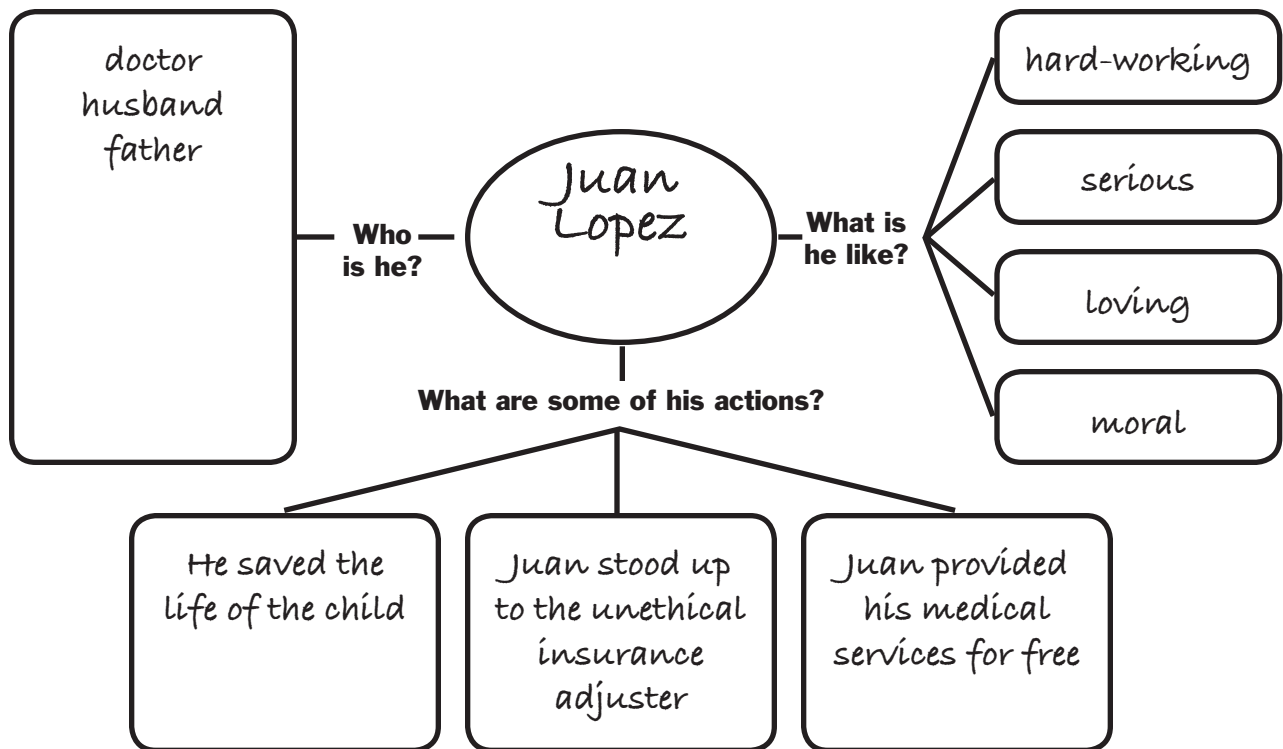 doctor
husband
father
Who
is he?
Juan
Lopez
What is
he like?
hard-working
serious
loving
moral
What are some of his actions?
He saved the
life of the child
Juan stood up
to the unethical
insurance
adjuster
Juan provided
his medical
services for free